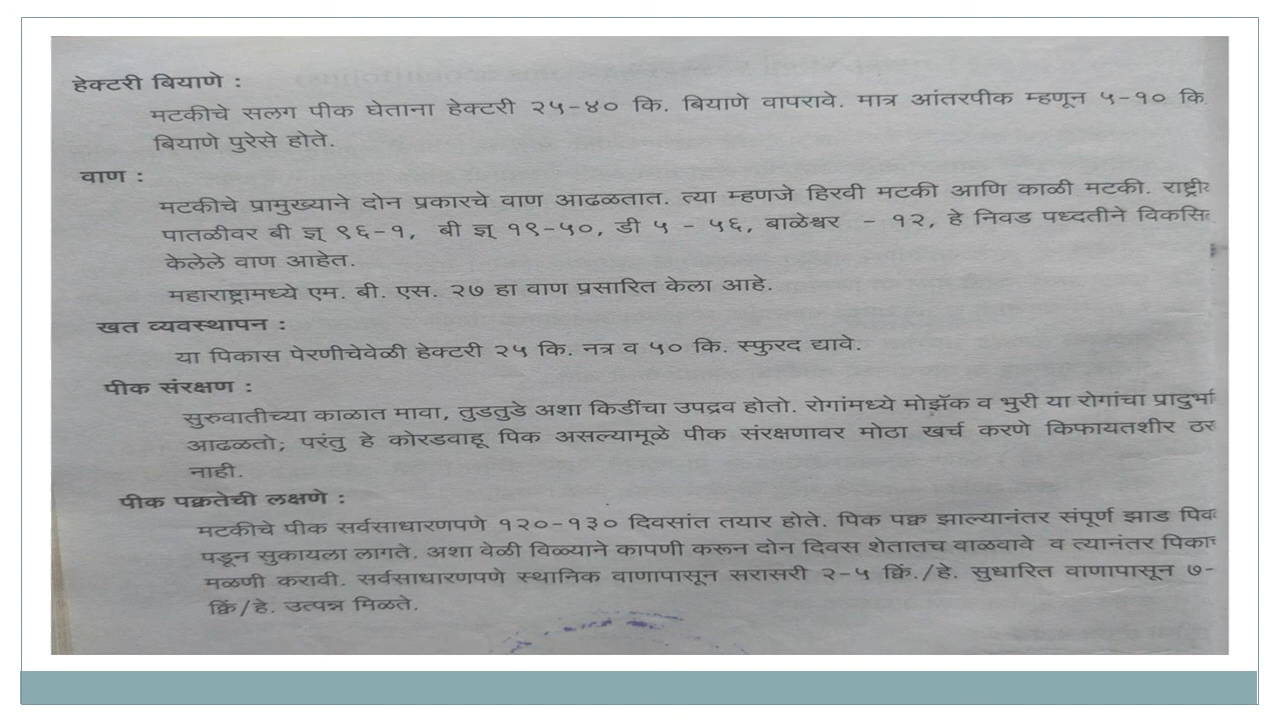 हेक्टरी बियाणे :
मटकीचे सलग पीक घेताना हेक्टरी २५-४० कि. बियाणे वापरावे. मात्र आंतरपीक म्हणून ५-१० कि.
बियाणे पुरेसे होते.
वाण :
मटकीचे प्रामुख्याने दोन प्रकारचे वाण आढळतात. त्या म्हणजे हिरवी मटकी आणि काळी मटकी.
पातळीवर बी ज्ञ् ९६-१, बी ज्ञ् १९-५०, डी ५ - ५६, बाळेश्वर - १२, हे निवड पध्दतीने
केलेले वाण आहेत.
महाराष्ट्रामध्ये एम. बी. एस. २७ हा वाण प्रसारित केला आहे.
खत व्यवस्थापन :
या पिकास पेरणीचेवेळी हेक्टरी २५ कि. नत्र व ५० कि. स्फुरद द्यावे.
पीक संरक्षण :
सुरुवातीच्या काळात मावा, तुडतुडे अशा किडींचा उपद्रव होतो. रोगांमध्ये मोझॅक व भुरी या रोगांचा
आढळतो; परंतु हे कोरडवाहू पिक असल्यामूळे पीक संरक्षणावर मोठा खर्च करणे किफायतशीर
नाही.
पीक पक्वतेची लक्षणे :
मटकीचे पीक सर्वसाधारणपणे १२०-१३० दिवसांत तयार होते. पिक पक्व झाल्यानंतर संपूर्ण झाड
पडून सुकायला लागते. अशा वेळी विळ्याने कापणी करून दोन दिवस शेतातच वाळवावे व त्यानंतर
मळणी करावी. सर्वसाधारणपणे स्थानिक वाणापासून सरासरी २-५ क्विं./हे. सुधारित वाणापासून ७-
क्विं/हे. उत्पन्न मिळते.